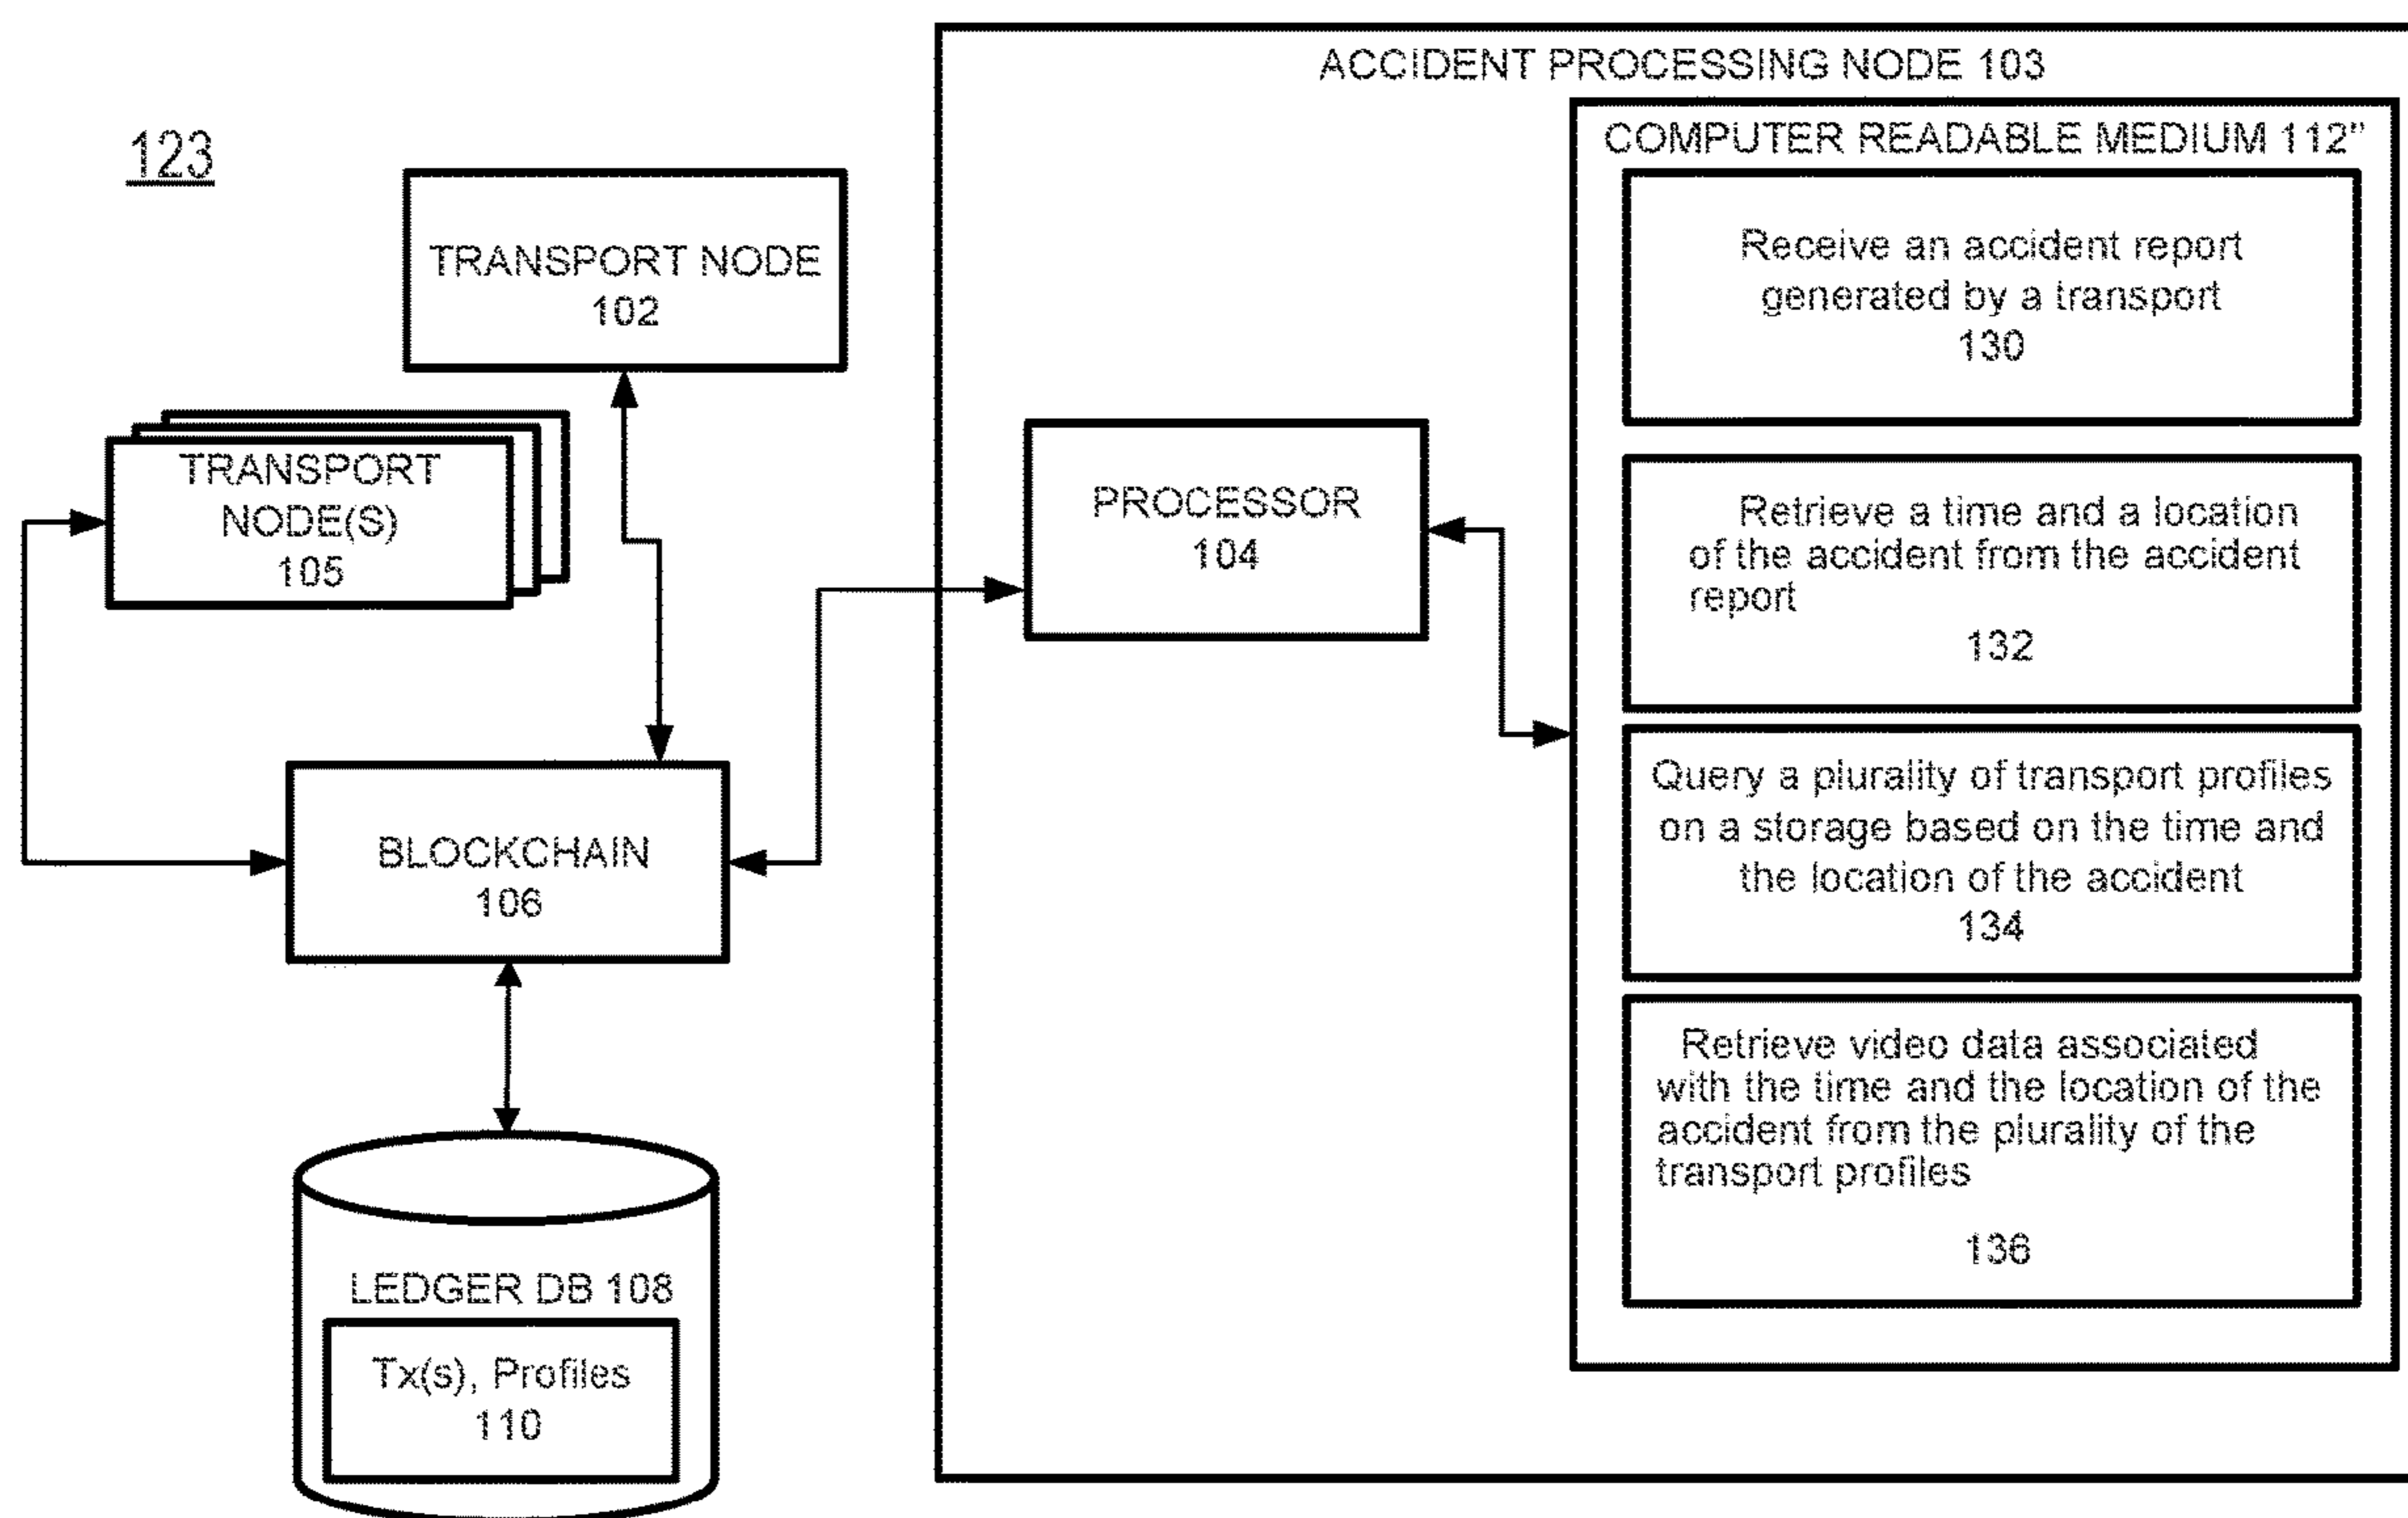 123
TRANSPORT NODE
102
TRANSPORT
NODE(S)
105
BLOCKCHAIN
106
LEDGER DB 108
Tx(s), Profiles
110
ACCIDENT PROCESSING NODE 103
PROCESSOR
104
COMPUTER READABLE MEDIUM 112"
Receive an accident report
generated by a transport
130
Retrieve a time and a location
of the accident from the accident
report
132
Query a plurality of transport profiles
on a storage based on the time and
the location of the accident
134
Retrieve video data associated
with the time and the location of the
accident from the plurality of the
transport profiles
136